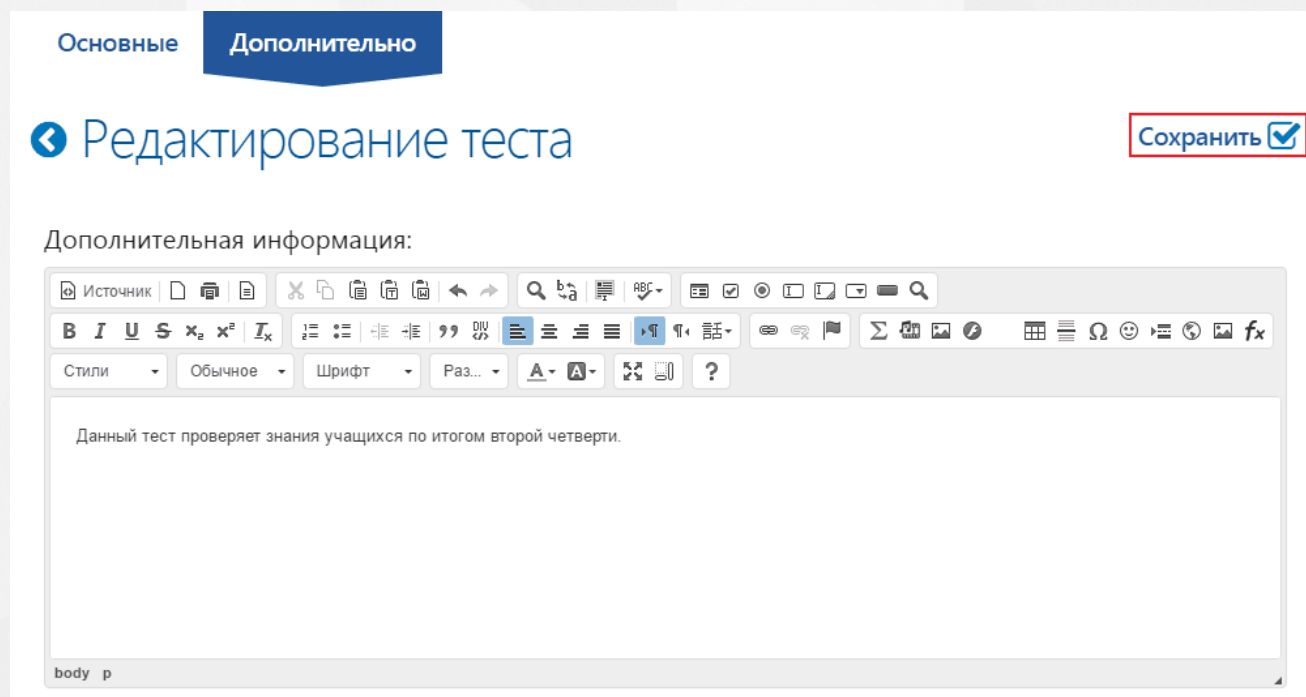 Основные Дополнительно
Редактирование теста
Сохранить
Дополнительная информация:
Источник
Стили Обычное Шрифт Раз... A A ?
Данный тест проверяет знания учащихся по итогом второй четверти.
body p